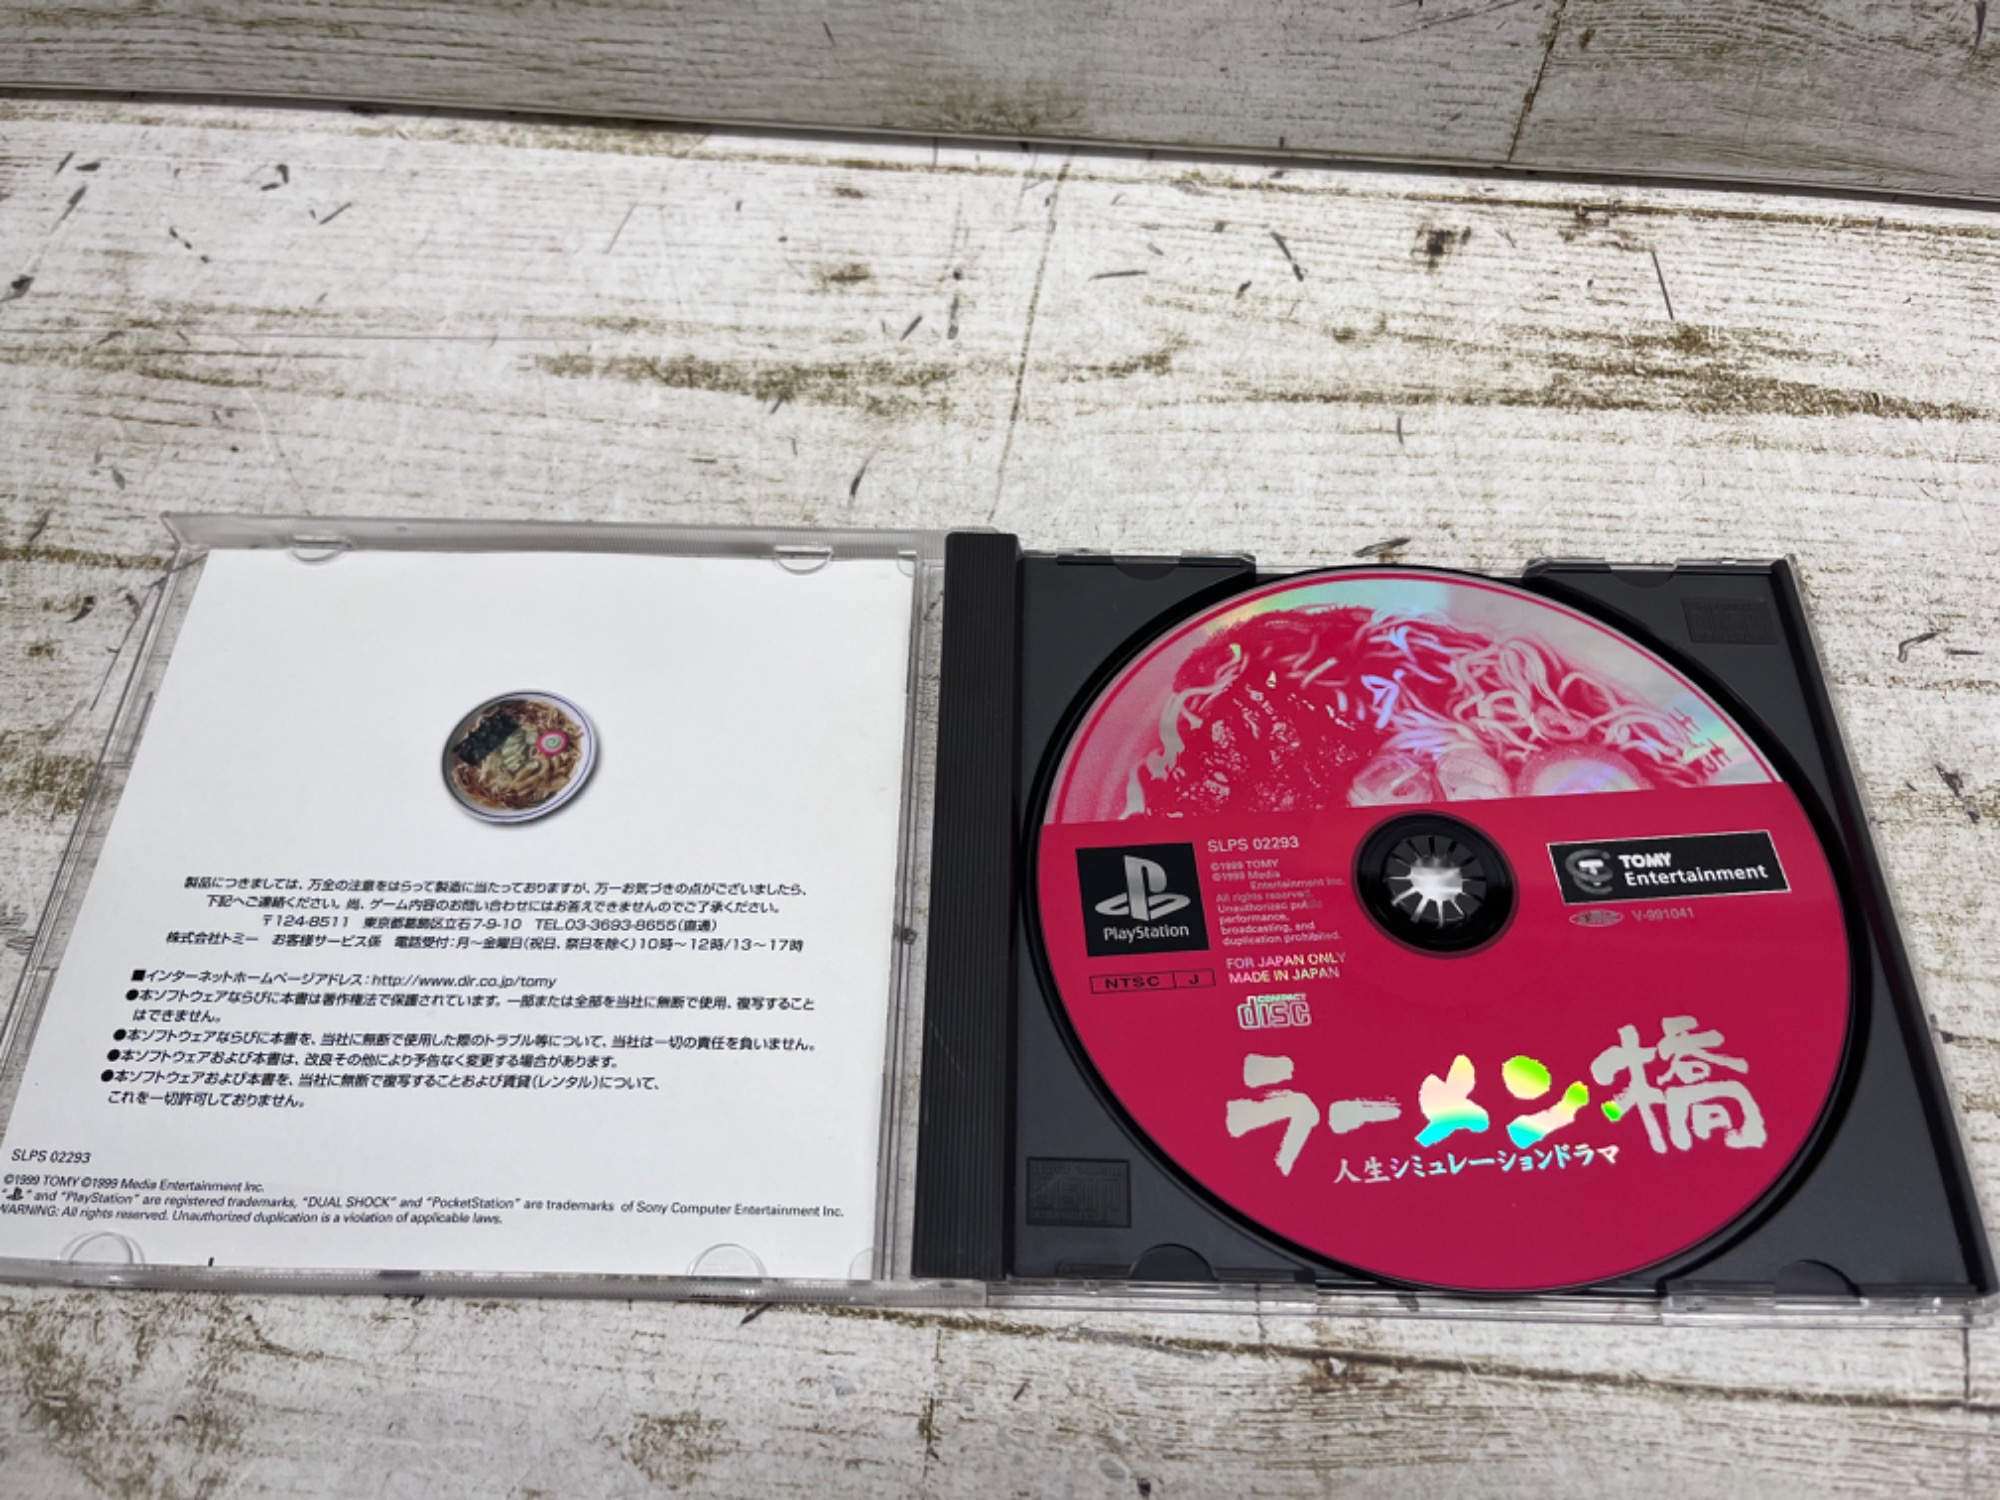 製品につきましては、万全の注意をはらって製造に当たっておりますが、万一お気づきの点がございましたら、
下記へご連絡ください。尚、ゲーム内容のお問い合わせにはお答えできませんのでご了承ください。
〒124-8511 東京都葛飾区立石7-9-10 TEL.03-3693-8655(直通)
株式会社トミー お客様サービス係 電話受付:月〜金曜日(祝日、祭日を除く)10時〜12時/13〜17時
■インターネットホームページアドレス:http://www.dir.co.jp/tomy
●本ソフトウェアならびに本書は著作権法で保護されています。一部または全部を当社に無断で使用、複写すること
はできません。
●本ソフトウェアならびに本書を、当社に無断で使用した際のトラブル等について、当社は一切の責任を負いません。
●本ソフトウェアおよび本書は、改良その他により予告なく変更する場合があります。
●本ソフトウェアおよび本書を、当社に無断で複写することおよび賃貸(レンタル)について、
これを一切許可しておりません。
SLPS 02293
©1999 TOMY ©1999 Media Entertainment Inc.
" " and "PlayStation" are registered trademarks, "DUAL SHOCK" and "PocketStation" are trademarks of Sony Computer Entertainment Inc.
WARNING: All rights reserved. Unauthorized duplication is a violation of applicable laws.
PlayStation
NTSC J
SLPS 02293
©1999 TOMY
©1999 Media
Entertainment Inc.
All rights reserved.
Unauthorized public
performance,
broadcasting, and
duplication prohibited.
FOR JAPAN ONLY
MADE IN JAPAN
COMPACT
disc
TOMY
Entertainment
V-991041
ラーメン橋
人生シミュレーションドラマ